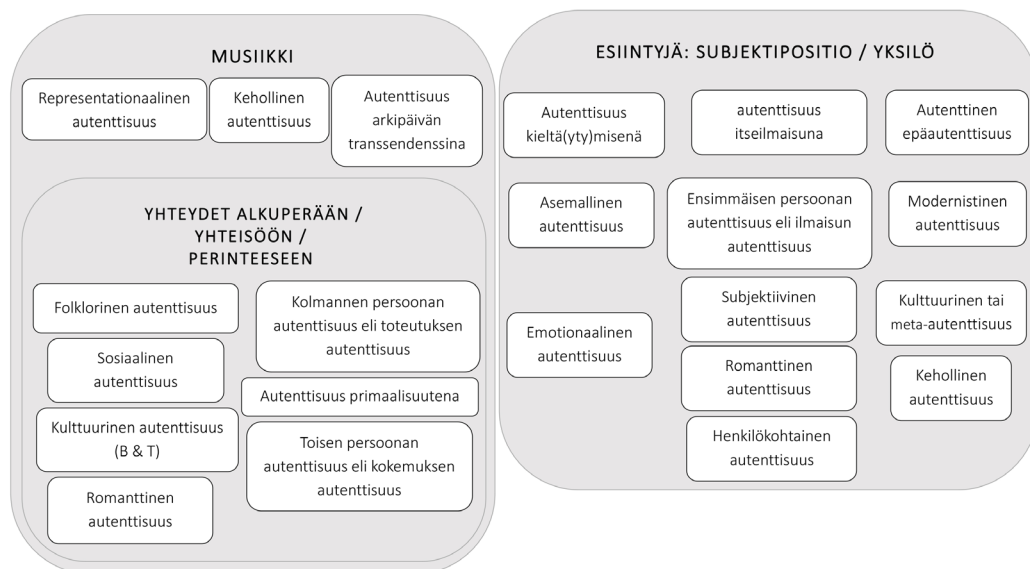 MUSIIKKI
Representationaalinen
autenttisuus
Kehollinen
autenttisuus
Autenttisuus
arkipäivän
transsendenssina
YHTEYDET ALKUPERÄÄN /
YHTEISÖÖN /
PERINTEESEEN
Folklorinen autenttisuus
Sosiaalinen
autenttisuus
Kulttuurinen autenttisuus
(B & T)
Romanttinen
autenttisuus
Kolmannen persoonan
autenttisuus eli toteutuksen
autenttisuus
Autenttisuus primaalisuutena
Toisen persoonan
autenttisuus eli kokemuksen
autenttisuus
ESIINTYJÄ: SUBJEKTIPOSITIO / YKSILÖ
Autenttisuus
kieltä(yty)misenä
autenttisuus
itseilmaisuna
Autenttinen
epäautenttisuus
Asemallinen
autenttisuus
Ensimmäisen persoonan
autenttisuus eli ilmaisun
autenttisuus
Modernistinen
autenttisuus
Emotionaalinen
autenttisuus
Subjektiivinen
autenttisuus
Kulttuurinen tai
meta-autenttisuus
Romanttinen
autenttisuus
Kehollinen
autenttisuus
Henkilökohtainen
autenttisuus